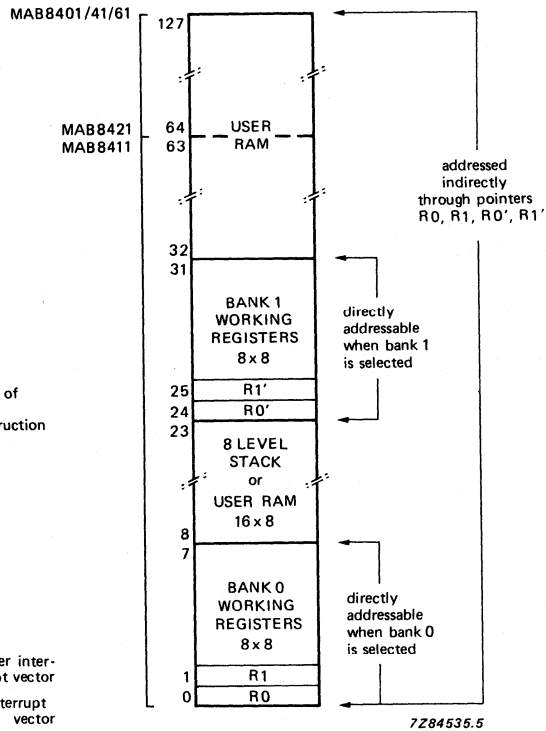 MAB8401/41/61
127
MAB8421
MAB8411
64
63
USER
RAM
addressed
indirectly
through pointers
R0, R1, R0', R1'
32
31
BANK 1
WORKING
REGISTERS
8 x 8
directly
addressable
when bank 1
is selected
25
R1'
24
R0'
23
of
ruction
8 LEVEL
STACK
or
USER RAM
16 x 8
8
7
BANK 0
WORKING
REGISTERS
8 x 8
directly
addressable
when bank 0
is selected
1
R1
0
R0
er inter-
pt vector
terrupt
vector
7Z84535.5